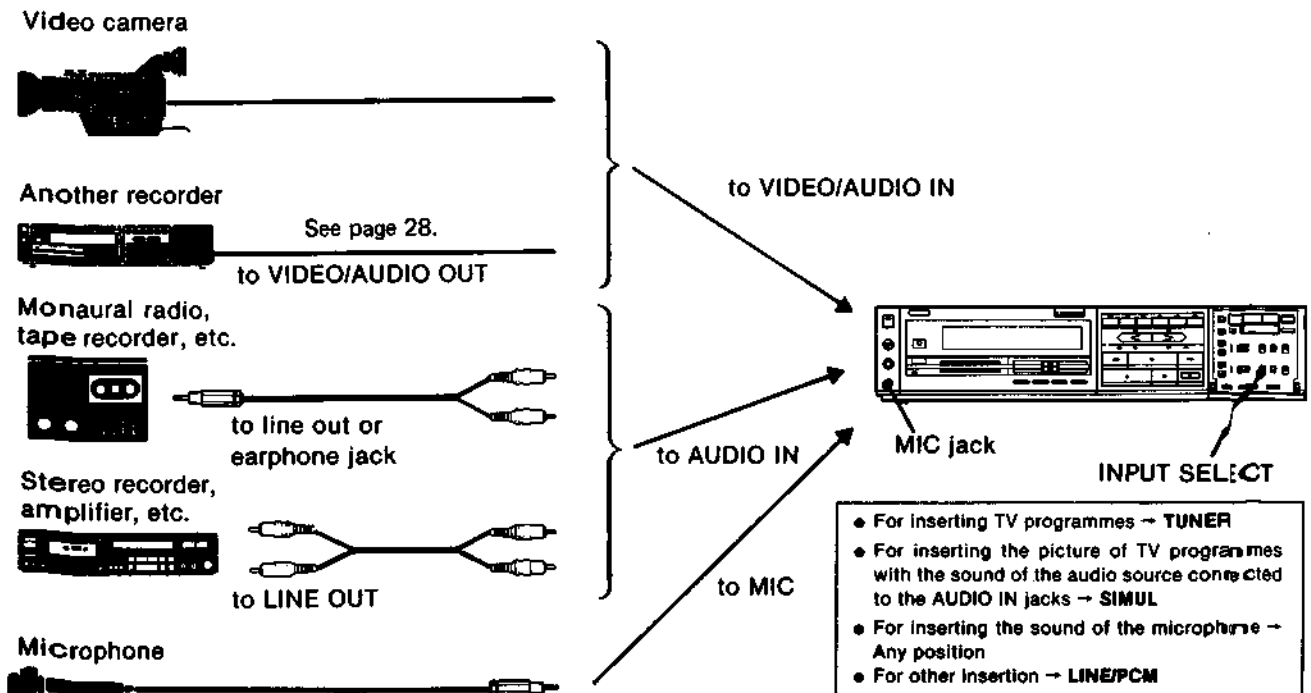 Video camera
Another recorder
See page 28.
to VIDEO/AUDIO OUT
to VIDEO/AUDIO IN
Monaural radio,
tape recorder, etc.
to line out or
earphone jack
to AUDIO IN
Stereo recorder,
amplifier, etc.
to LINE OUT
to MIC
Microphone
MIC jack
INPUT SELECT
● For inserting TV programmes → TUNER
● For inserting the picture of TV programmes
with the sound of the audio source connected
to the AUDIO IN jacks → SIMUL
● For inserting the sound of the microphone →
Any position
● For other insertion → LINE/PCM